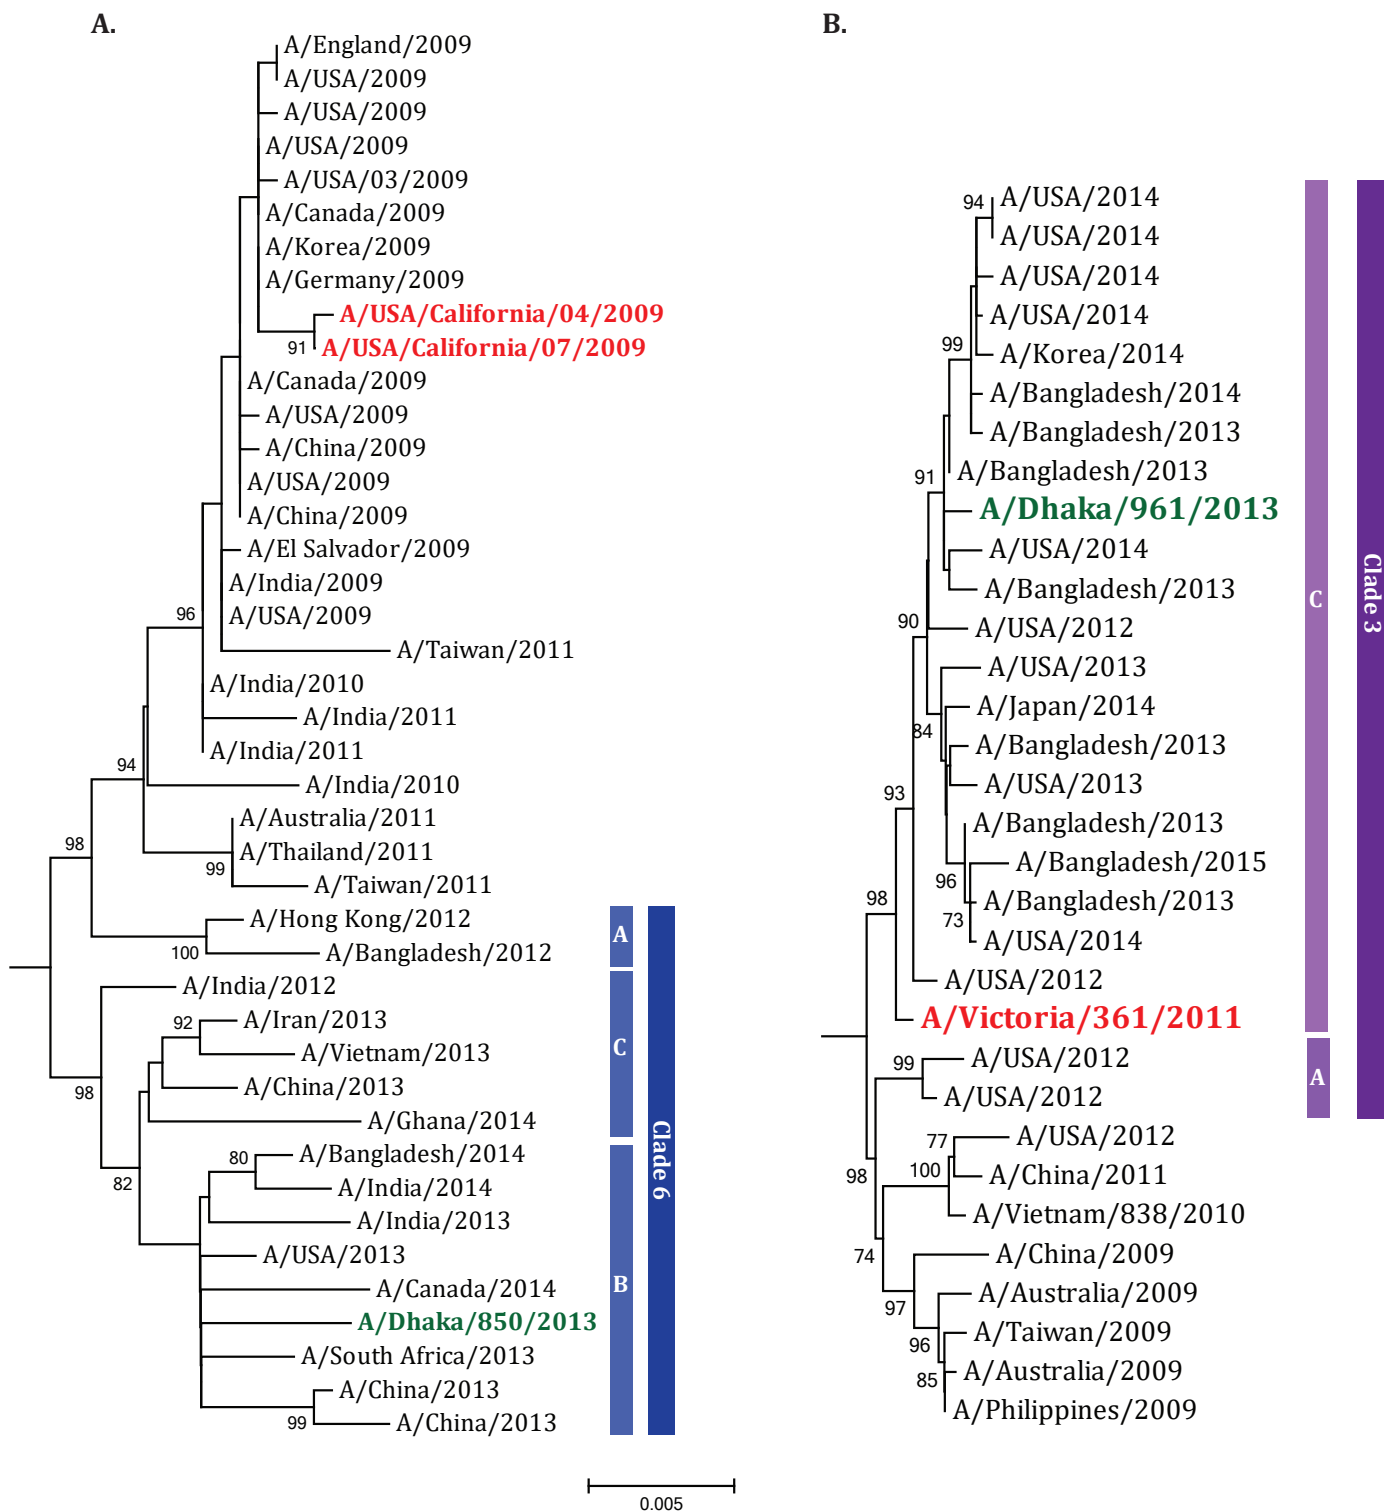 A.
A/England/2009
A/USA/2009
A/USA/2009
A/USA/2009
A/USA/03/2009
A/Canada/2009
A/Korea/2009
A/Germany/2009
A/USA/California/04/2009
A/USA/California/07/2009
91
A/Canada/2009
A/USA/2009
A/China/2009
A/USA/2009
A/China/2009
A/El Salvador/2009
A/India/2009
A/USA/2009
96
A/Taiwan/2011
A/India/2010
A/India/2011
A/India/2011
94
A/India/2010
A/Australia/2011
A/Thailand/2011
99
A/Taiwan/2011
98
A/Hong Kong/2012
A/Bangladesh/2012
100
A/India/2012
A/Iran/2013
92
A/Vietnam/2013
A/China/2013
98
A/Ghana/2014
A/Bangladesh/2014
80
A/India/2014
82
A/India/2013
A/USA/2013
A/Canada/2014
A/Dhaka/850/2013
A/South Africa/2013
A/China/2013
A/China/2013
99
A
C
B
Clade 6
0.005
B.
A/USA/2014
94
A/USA/2014
A/USA/2014
A/USA/2014
99
A/Korea/2014
A/Bangladesh/2014
A/Bangladesh/2013
A/Bangladesh/2013
91
A/Dhaka/961/2013
A/USA/2014
A/Bangladesh/2013
90
A/USA/2012
A/USA/2013
A/Japan/2014
84
A/Bangladesh/2013
A/USA/2013
93
A/Bangladesh/2013
A/Bangladesh/2015
96
A/Bangladesh/2013
73
A/USA/2014
98
A/USA/2012
A/Victoria/361/2011
A/USA/2012
99
A/USA/2012
A/USA/2012
77
A/China/2011
100
98
A/Vietnam/838/2010
A/China/2009
74
A/Australia/2009
97
A/Taiwan/2009
96
A/Australia/2009
85
A/Philippines/2009
C
A
Clade 3